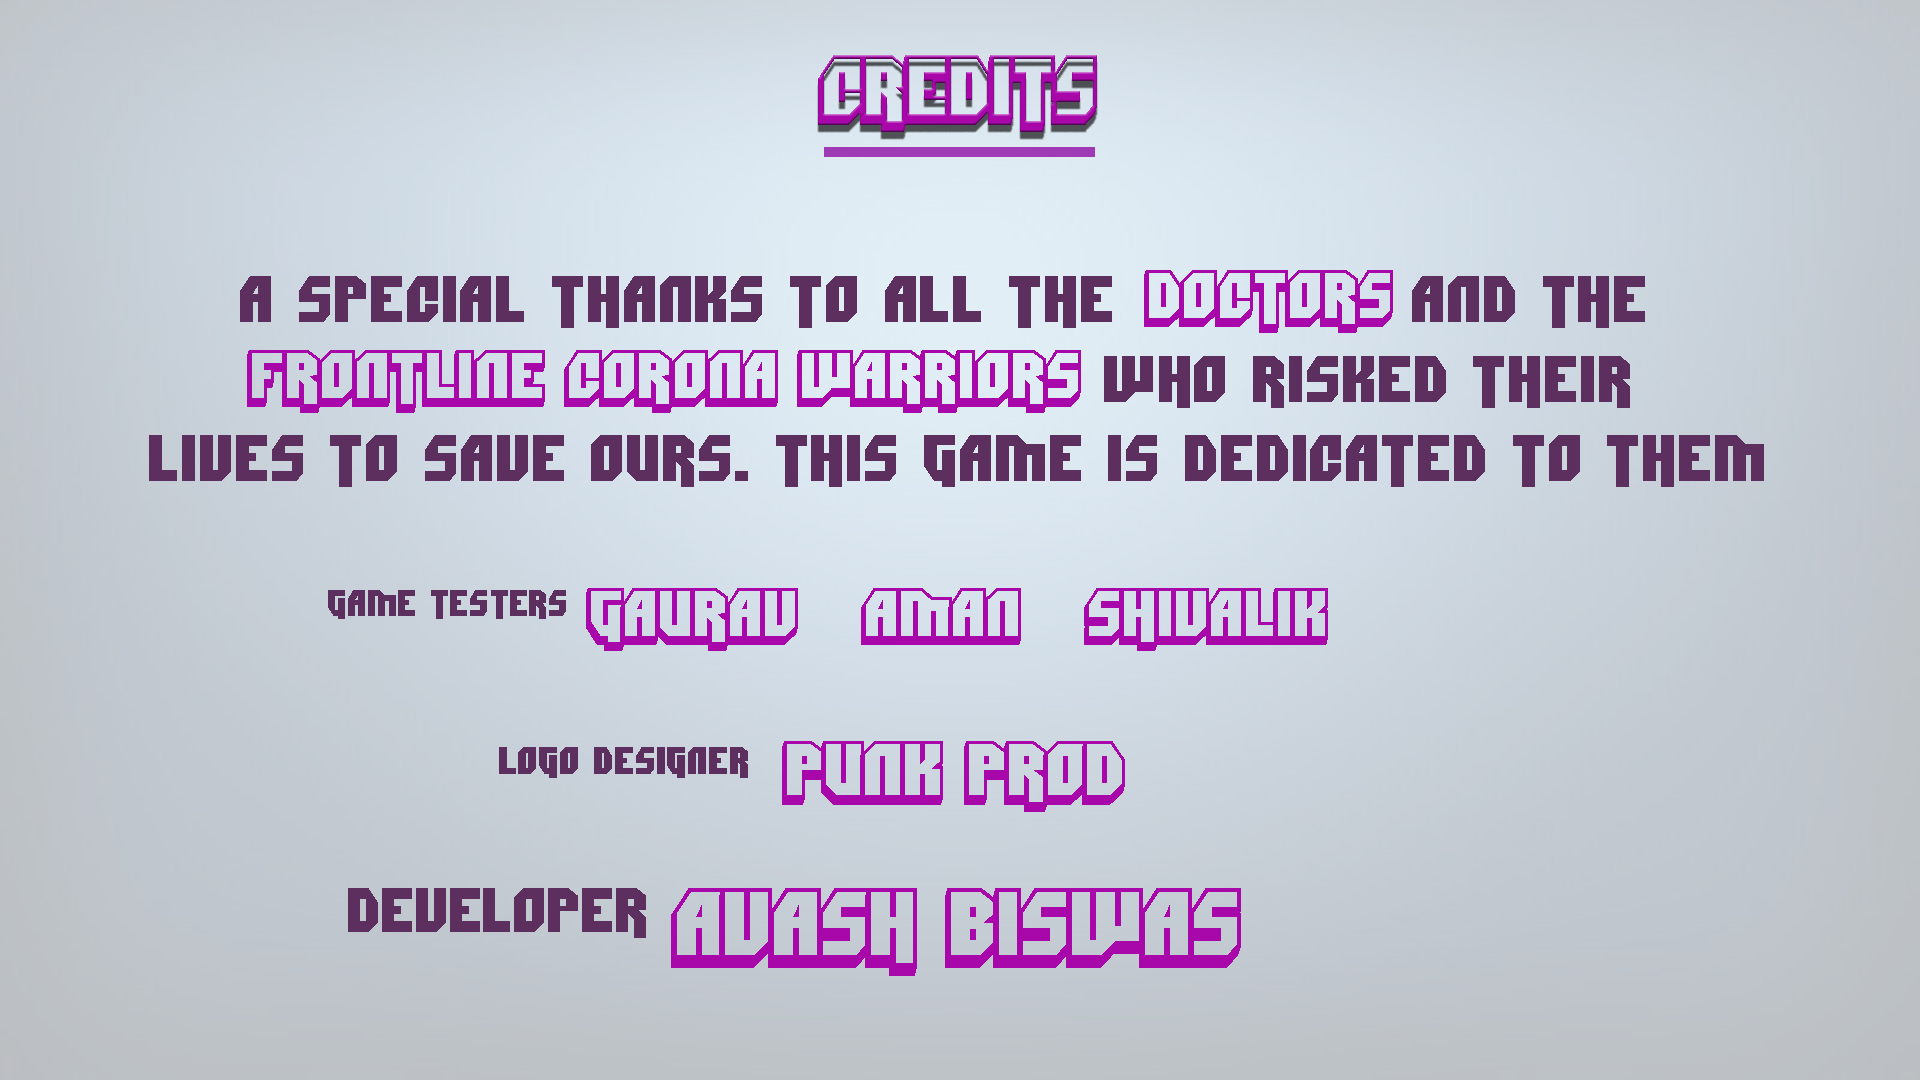 CREDITS
A SPECIAL THANKS TO ALL THE DOCTORS AND THE
FRONTLINE CORONA WARRIORS WHO RISKED THEIR
LIVES TO SAVE OURS. THIS GAME IS DEDICATED TO THEM
GAME TESTERS GAURAV AMAN SHIVALIK
LOGO DESIGNER PUNK PROD
DEVELOPER AVASH BISWAS